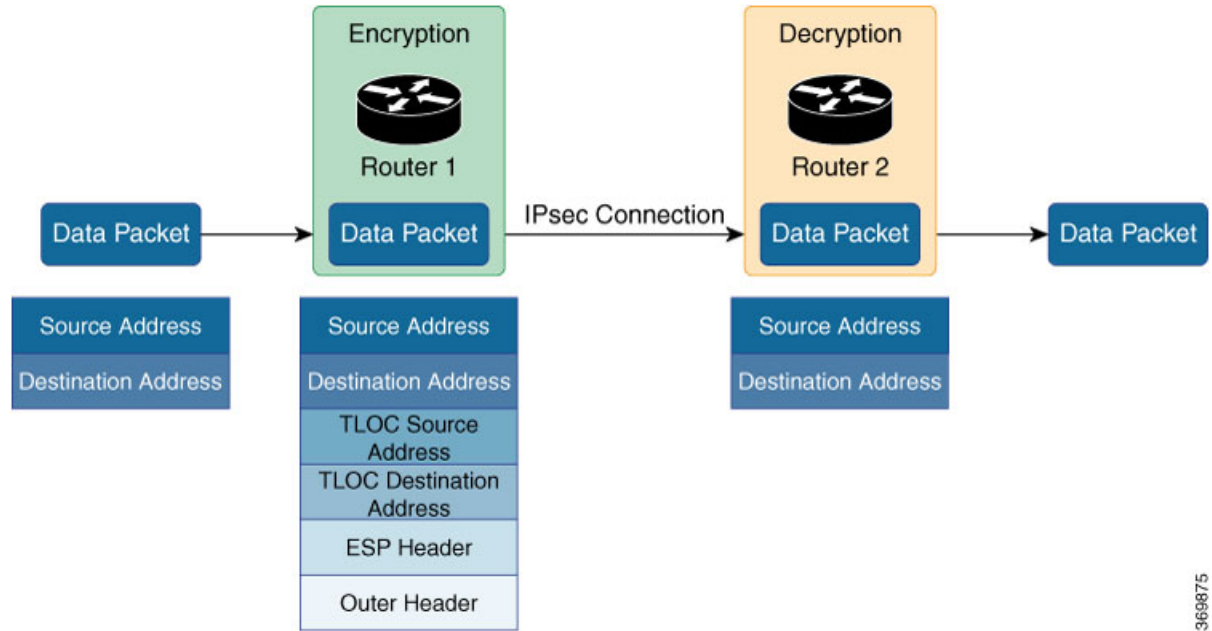 Encryption
Router 1
Decryption
Router 2
Data Packet
Data Packet
IPsec Connection
Data Packet
Data Packet
Source Address
Destination Address
Source Address
Destination Address
TLOC Source
Address
TLOC Destination
Address
ESP Header
Outer Header
Source Address
Destination Address
369875